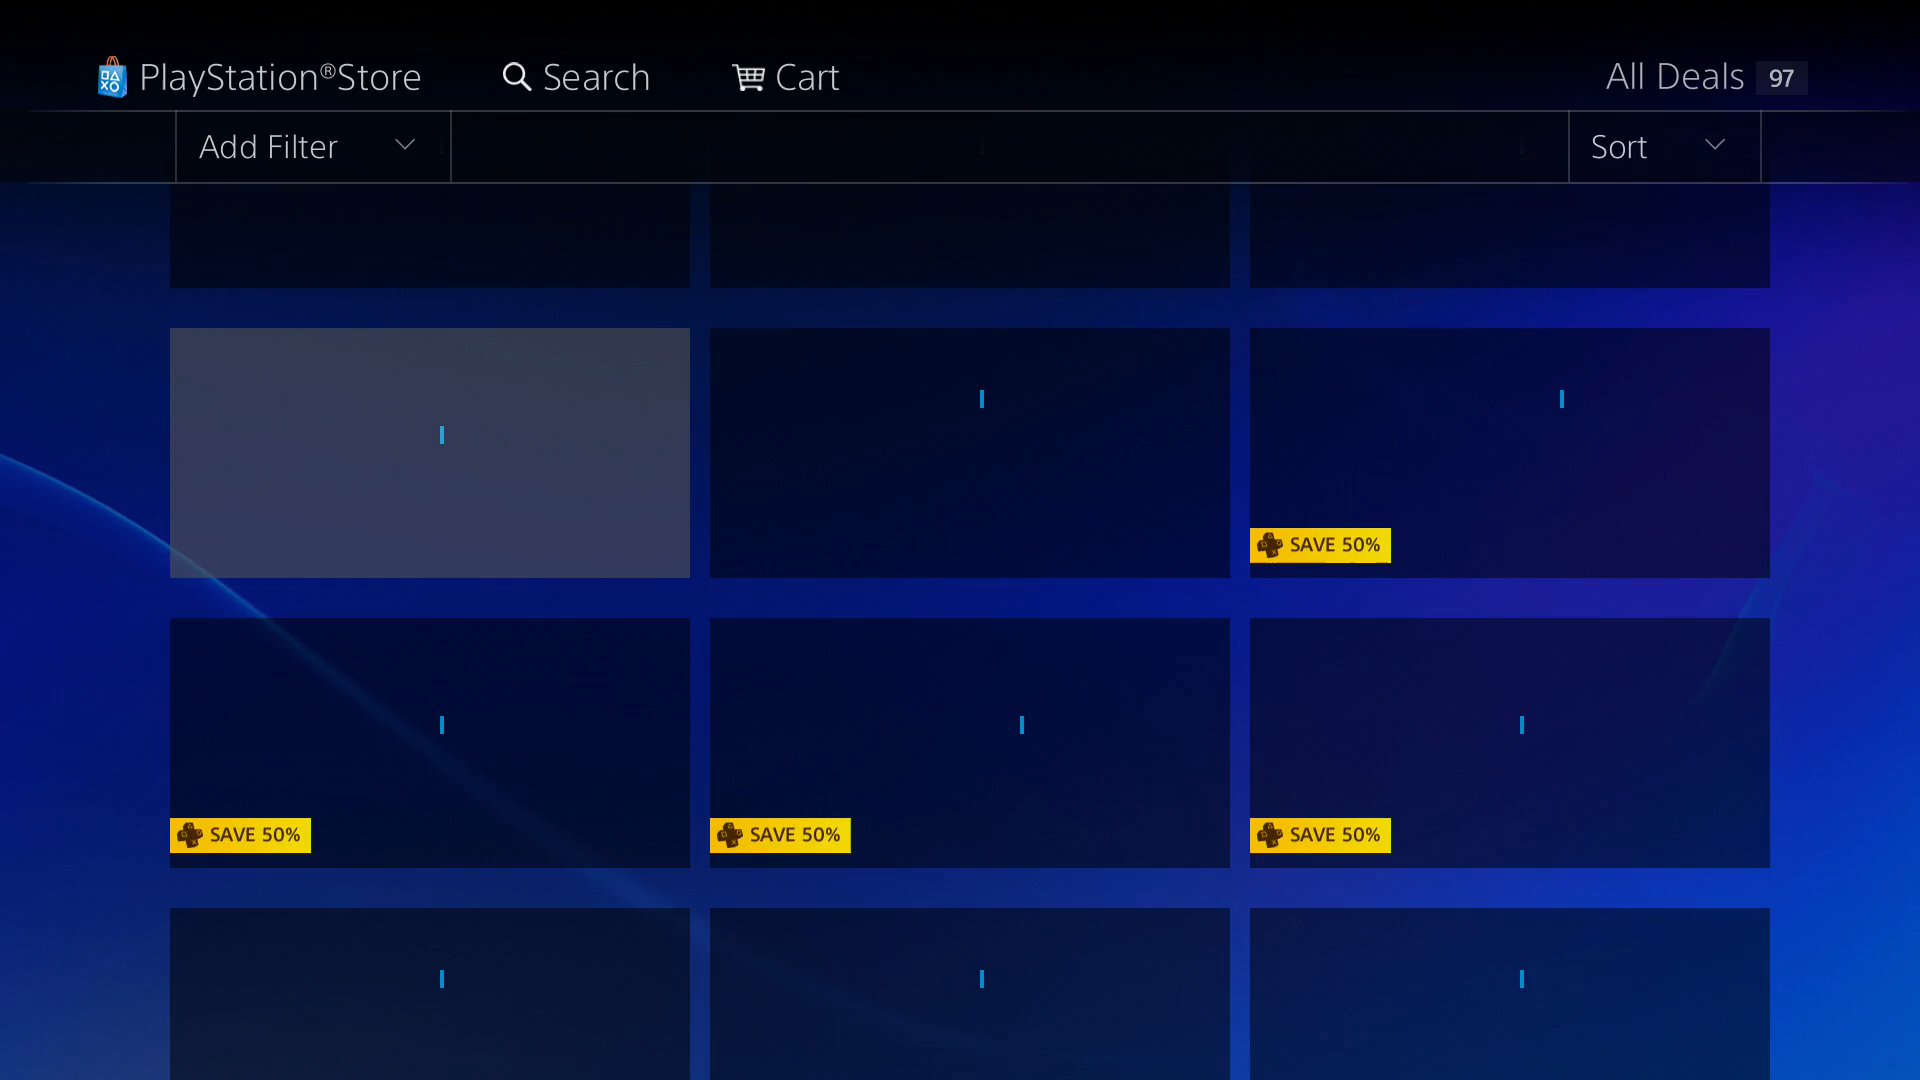 PlayStation®Store
Search
Cart
All Deals 97
Add Filter
Sort
SAVE 50%
SAVE 50%
SAVE 50%
SAVE 50%